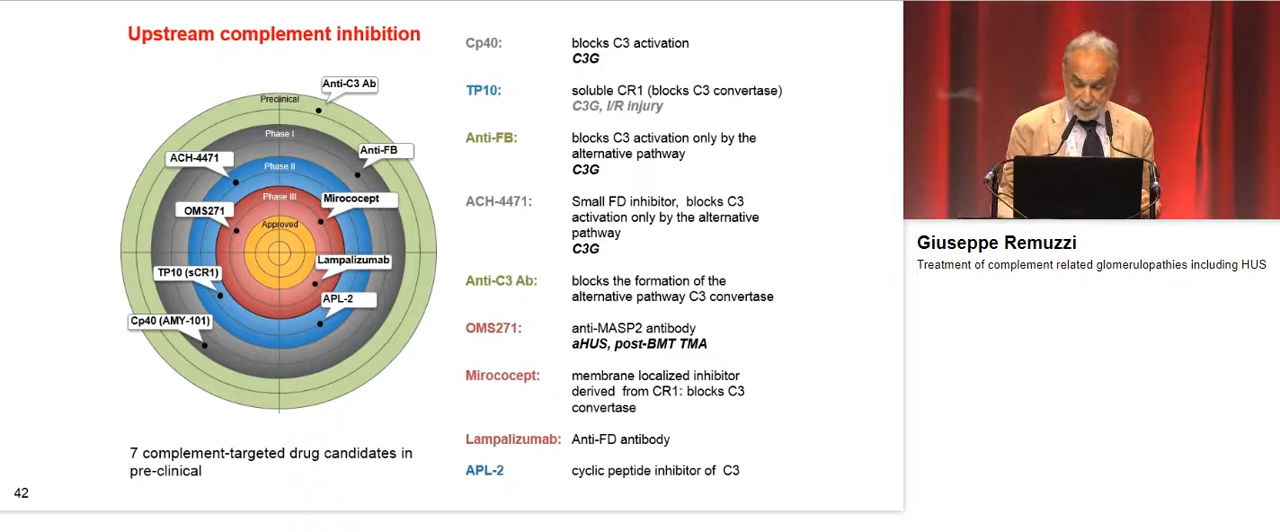 Upstream complement inhibition
Anti-C3 Ab
Preclinical
Phase I
Anti-FB
ACH-4471
Phase II
Phase III
Mirococept
OMS271
Approved
Lampalizumab
TP10 (sCR1)
APL-2
Cp40 (AMY-101)
7 complement-targeted drug candidates in
pre-clinical
42
Cp40: blocks C3 activation
C3G
TP10: soluble CR1 (blocks C3 convertase)
C3G, I/R injury
Anti-FB: blocks C3 activation only by the
alternative pathway
C3G
ACH-4471: Small FD inhibitor, blocks C3
activation only by the alternative
pathway
C3G
Anti-C3 Ab: blocks the formation of the
alternative pathway C3 convertase
OMS271: anti-MASP2 antibody
aHUS, post-BMT TMA
Mirococept: membrane localized inhibitor
derived from CR1: blocks C3
convertase
Lampalizumab: Anti-FD antibody
APL-2 cyclic peptide inhibitor of C3
Giuseppe Remuzzi
Treatment of complement related glomerulopathies including HUS